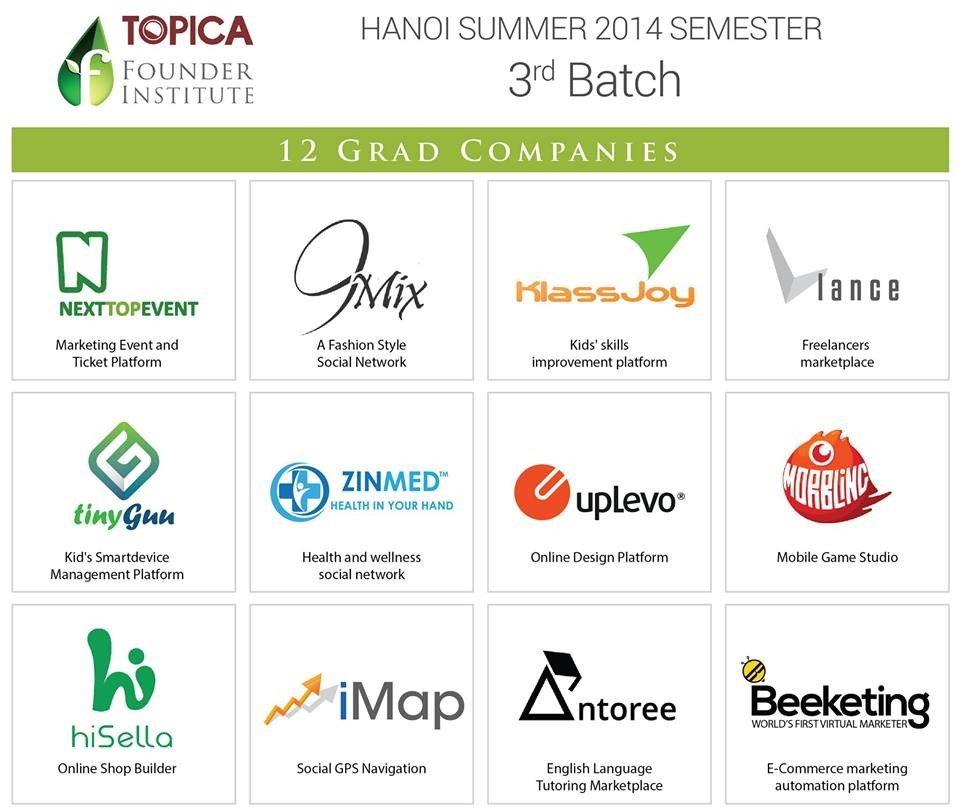 TOPICA
FOUNDER
INSTITUTE
HANOI SUMMER 2014 SEMESTER
3rd Batch
12 GRAD COMPANIES
NEXTTOPEVENT
Marketing Event and
Ticket Platform
JMix
A Fashion Style
Social Network
KlassJoy
Kids' skills
improvement platform
Vlance
Freelancers
marketplace
tinyGuu
Kid's Smartdevice
Management Platform
ZINMED™
HEALTH IN YOUR HAND
Health and wellness
social network
upLevo®
Online Design Platform
MORBLING
Mobile Game Studio
hi
hiSella
Online Shop Builder
iMap
Social GPS Navigation
Antoree
English Language
Tutoring Marketplace
Beeketing
WORLD'S FIRST VIRTUAL MARKETER
E-Commerce marketing
automation platform